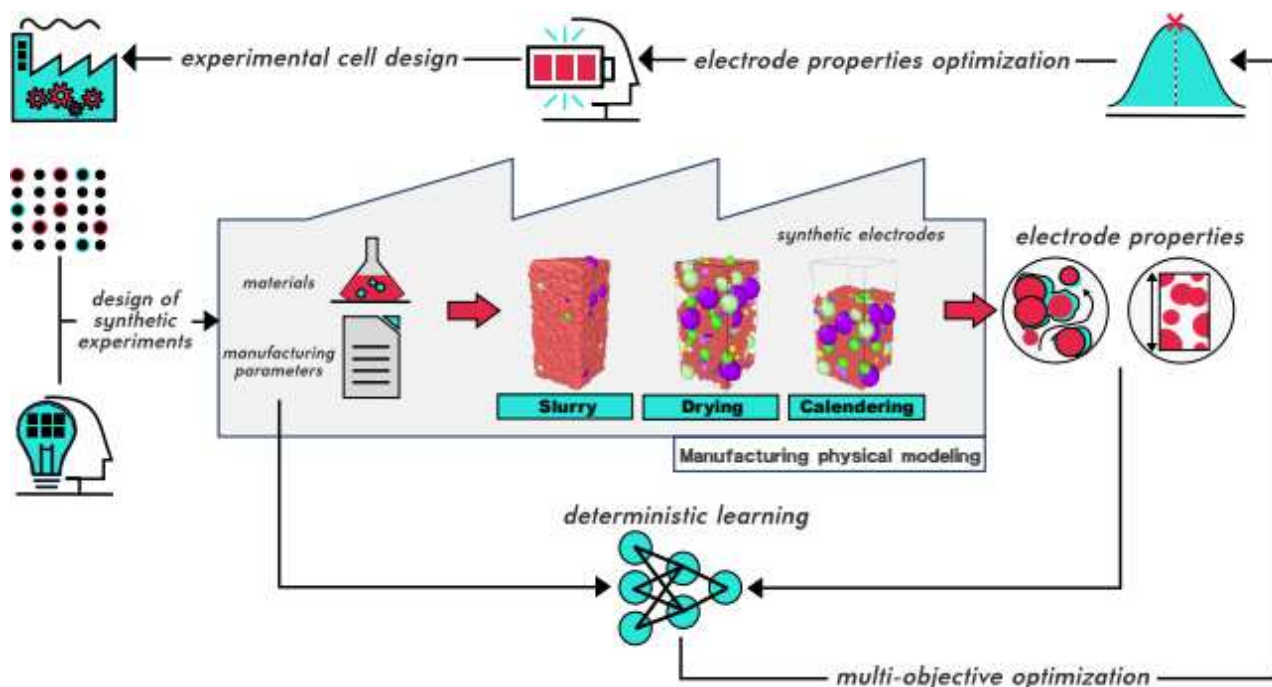 experimental cell design
electrode properties optimization
design of
synthetic
experiments
materials
manufacturing
parameters
synthetic electrodes
Slurry
Drying
Calendering
Manufacturing physical modeling
electrode properties
deterministic learning
multi-objective optimization